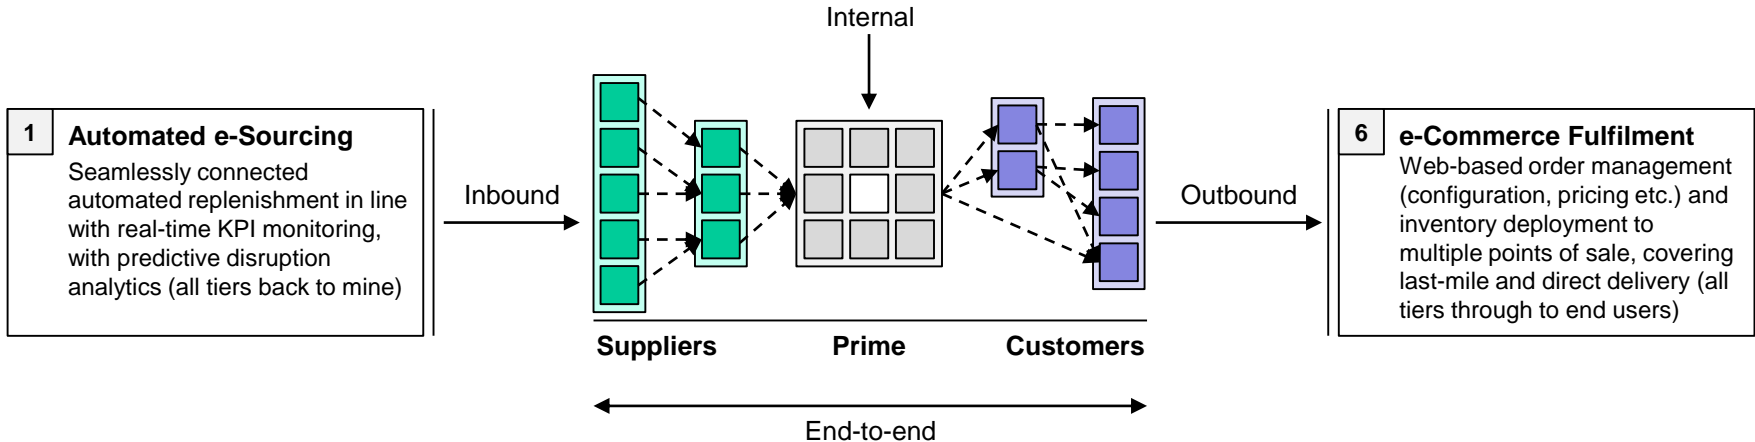 Internal
1
Automated e-Sourcing
Seamlessly connected
automated replenishment in line
with real-time KPI monitoring,
with predictive disruption
analytics (all tiers back to mine)
Inbound
Outbound
6
e-Commerce Fulfilment
Web-based order management
(configuration, pricing etc.) and
inventory deployment to
multiple points of sale, covering
last-mile and direct delivery (all
tiers through to end users)
Suppliers
Prime
Customers
End-to-end